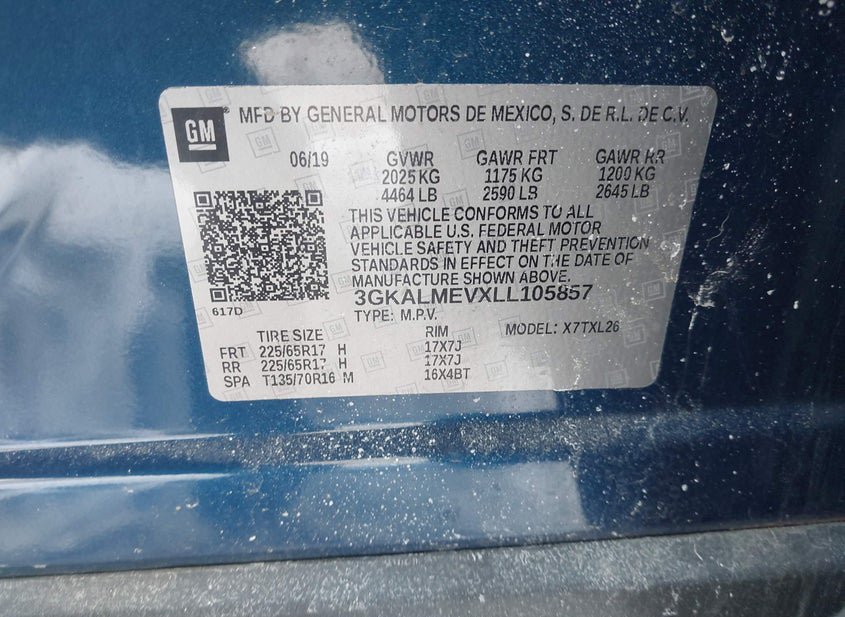 GM
MFD BY GENERAL MOTORS DE MEXICO, S. DE R.L. DE C.V.
06/19 GVWR GAWR FRT GAWR RR
2025 KG 1175 KG 1200 KG
4464 LB 2590 LB 2645 LB
THIS VEHICLE CONFORMS TO ALL
APPLICABLE U.S. FEDERAL MOTOR
VEHICLE SAFETY AND THEFT PREVENTION
STANDARDS IN EFFECT ON THE DATE OF
MANUFACTURE SHOWN ABOVE.
617D
3GKALMEVXLL105857
TYPE: M.P.V. MODEL: X7TXL26
TIRE SIZE RIM
FRT 225/65R17 H 17X7J
RR 225/65R17 H 17X7J
SPA T135/70R16 M 16X4BT